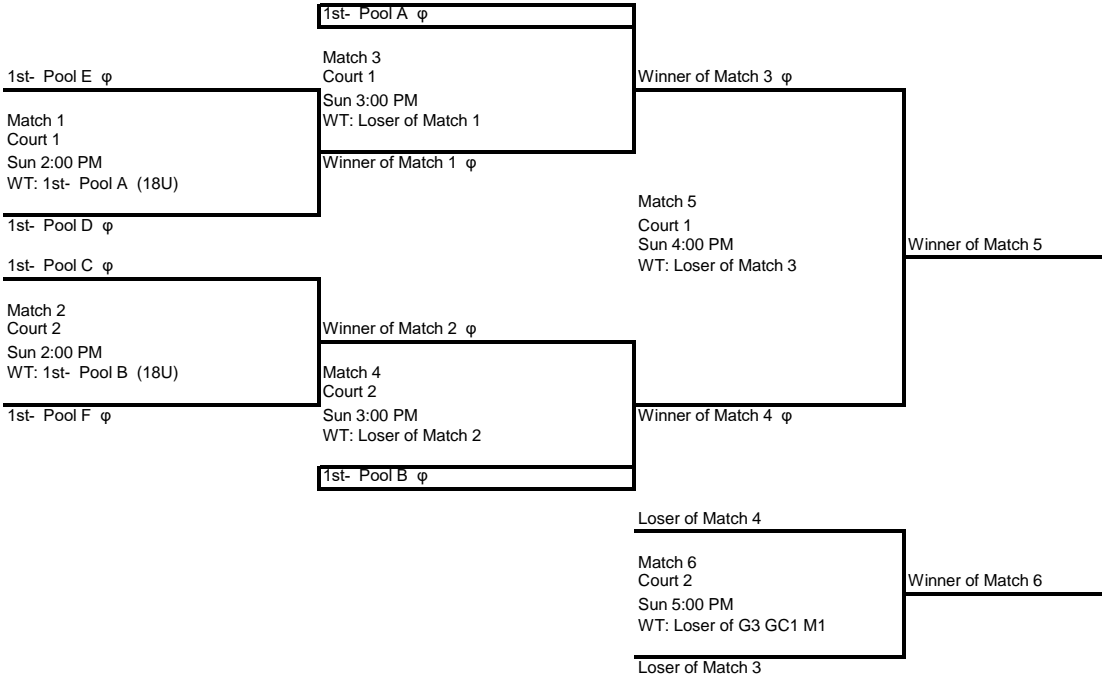 1st- Pool A φ
Match 3
Court 1
Sun 3:00 PM
WT: Loser of Match 1
1st- Pool E φ
Winner of Match 3 φ
Match 1
Court 1
Sun 2:00 PM
WT: 1st- Pool A (18U)
Winner of Match 1 φ
1st- Pool D φ
Match 5
Court 1
Sun 4:00 PM
WT: Loser of Match 3
Winner of Match 5
1st- Pool C φ
Match 2
Court 2
Sun 2:00 PM
WT: 1st- Pool B (18U)
Winner of Match 2 φ
1st- Pool F φ
Match 4
Court 2
Sun 3:00 PM
WT: Loser of Match 2
Winner of Match 4 φ
1st- Pool B φ
Loser of Match 4
Match 6
Court 2
Sun 5:00 PM
WT: Loser of G3 GC1 M1
Winner of Match 6
Loser of Match 3